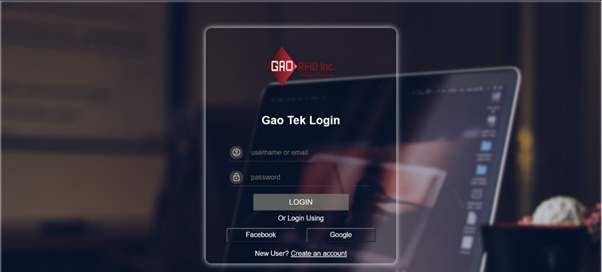 GAO RFID Inc.
Gao Tek Login
username or email
password
LOGIN
Or Login Using
Facebook
Google
New User? Create an account